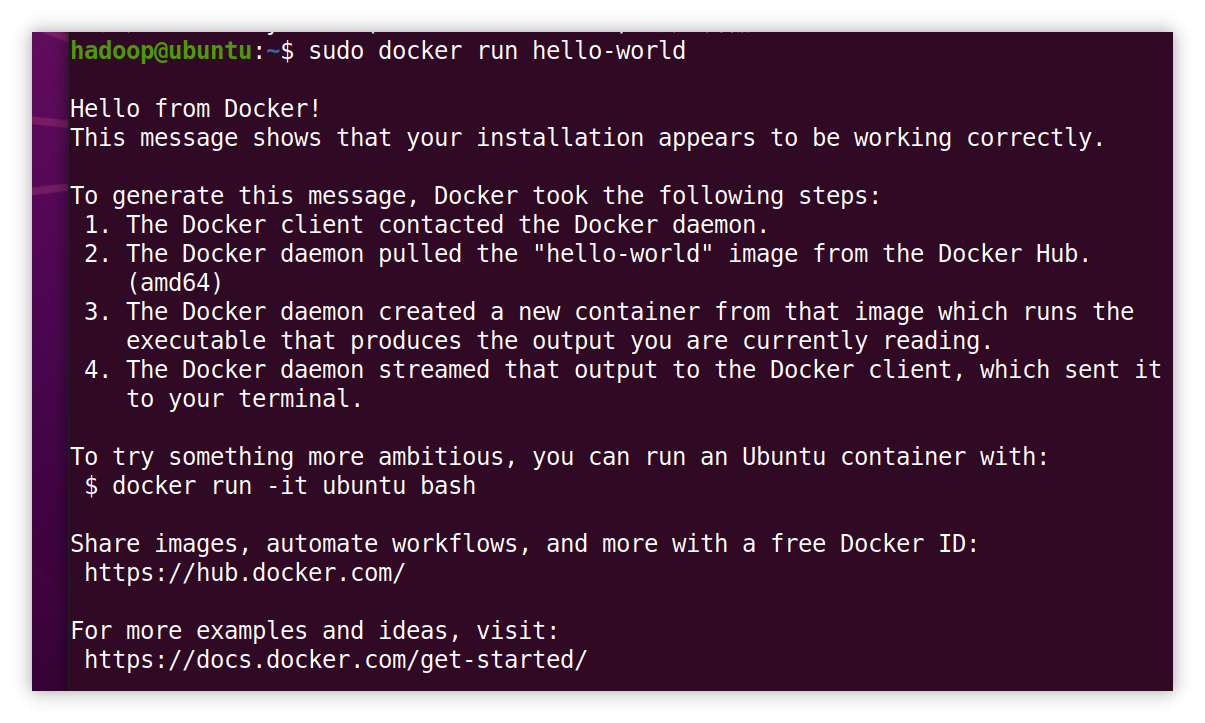 hadoop@ubuntu:~$ sudo docker run hello-world
Hello from Docker!
This message shows that your installation appears to be working correctly.
To generate this message, Docker took the following steps:
1. The Docker client contacted the Docker daemon.
2. The Docker daemon pulled the "hello-world" image from the Docker Hub.
(amd64)
3. The Docker daemon created a new container from that image which runs the
executable that produces the output you are currently reading.
4. The Docker daemon streamed that output to the Docker client, which sent it
to your terminal.
To try something more ambitious, you can run an Ubuntu container with:
$ docker run -it ubuntu bash
Share images, automate workflows, and more with a free Docker ID:
https://hub.docker.com/
For more examples and ideas, visit:
https://docs.docker.com/get-started/